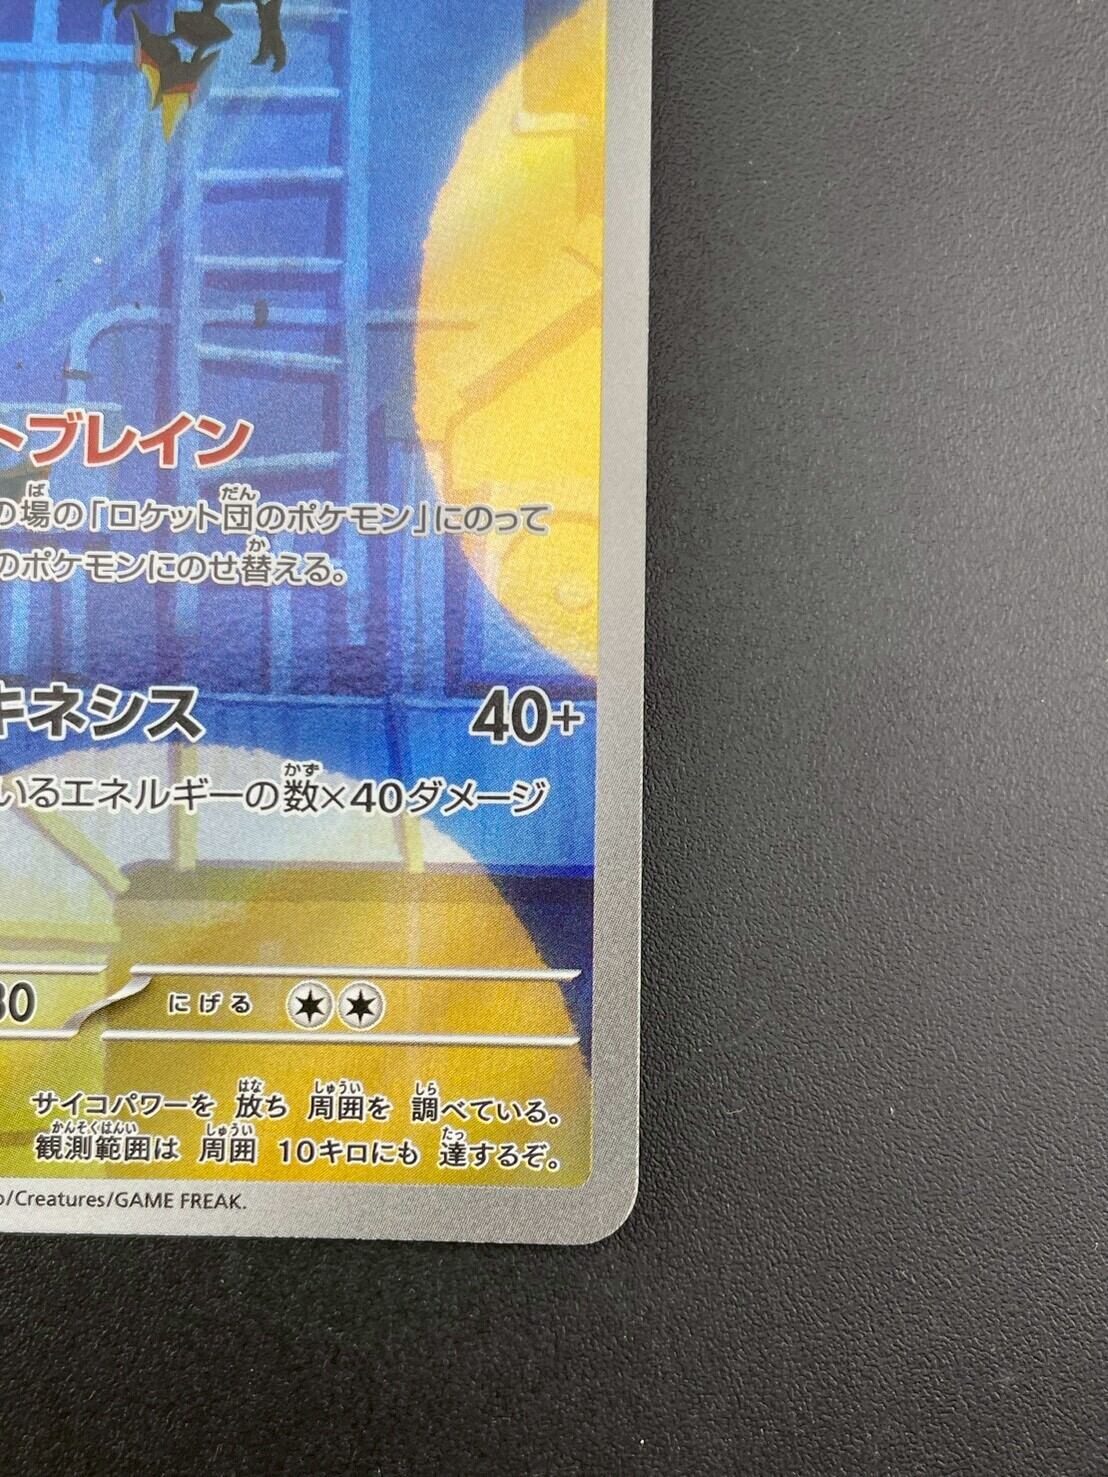 トブレイン
の場の「ロケット団のポケモン」にのって
のポケモンにのせ替える。
キネシス 40+
いるエネルギーの数×40ダメージ
30 にげる
サイコパワーを 放ち 周囲を 調べている。
観測範囲は 周囲 10キロにも 達するぞ。
o/Creatures/GAME FREAK.